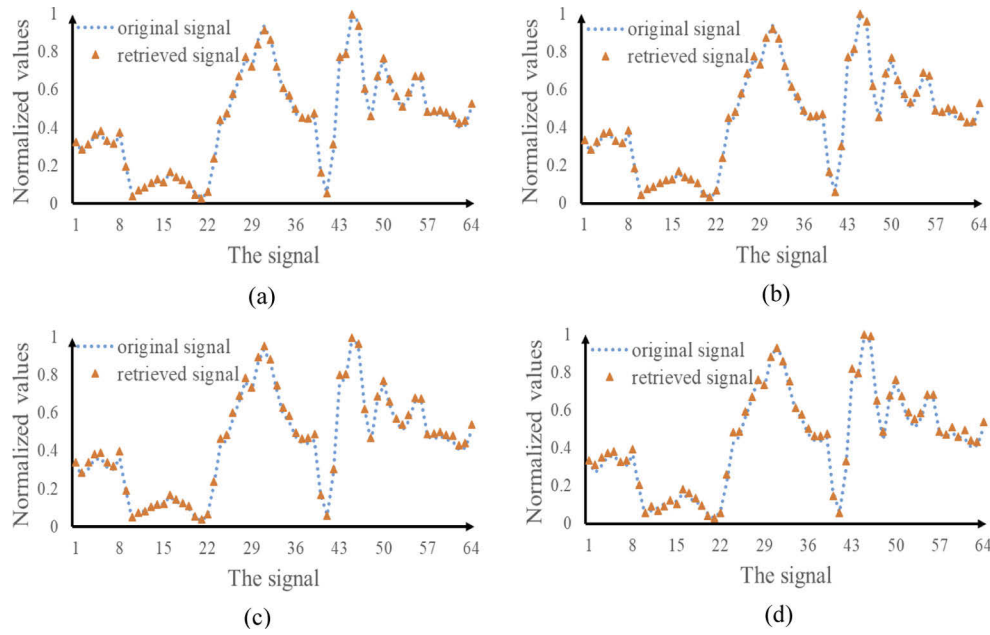 Normalized values
1
0.8
0.6
0.4
0.2
0
original signal
retrieved signal
1 8 15 22 29 36 43 50 57 64
The signal
(a)
Normalized values
1
0.8
0.6
0.4
0.2
0
original signal
retrieved signal
1 8 15 22 29 36 43 50 57 64
The signal
(b)
Normalized values
1
0.8
0.6
0.4
0.2
0
original signal
retrieved signal
1 8 15 22 29 36 43 50 57 64
The signal
(c)
Normalized values
1
0.8
0.6
0.4
0.2
0
original signal
retrieved signal
1 8 15 22 29 36 43 50 57 64
The signal
(d)